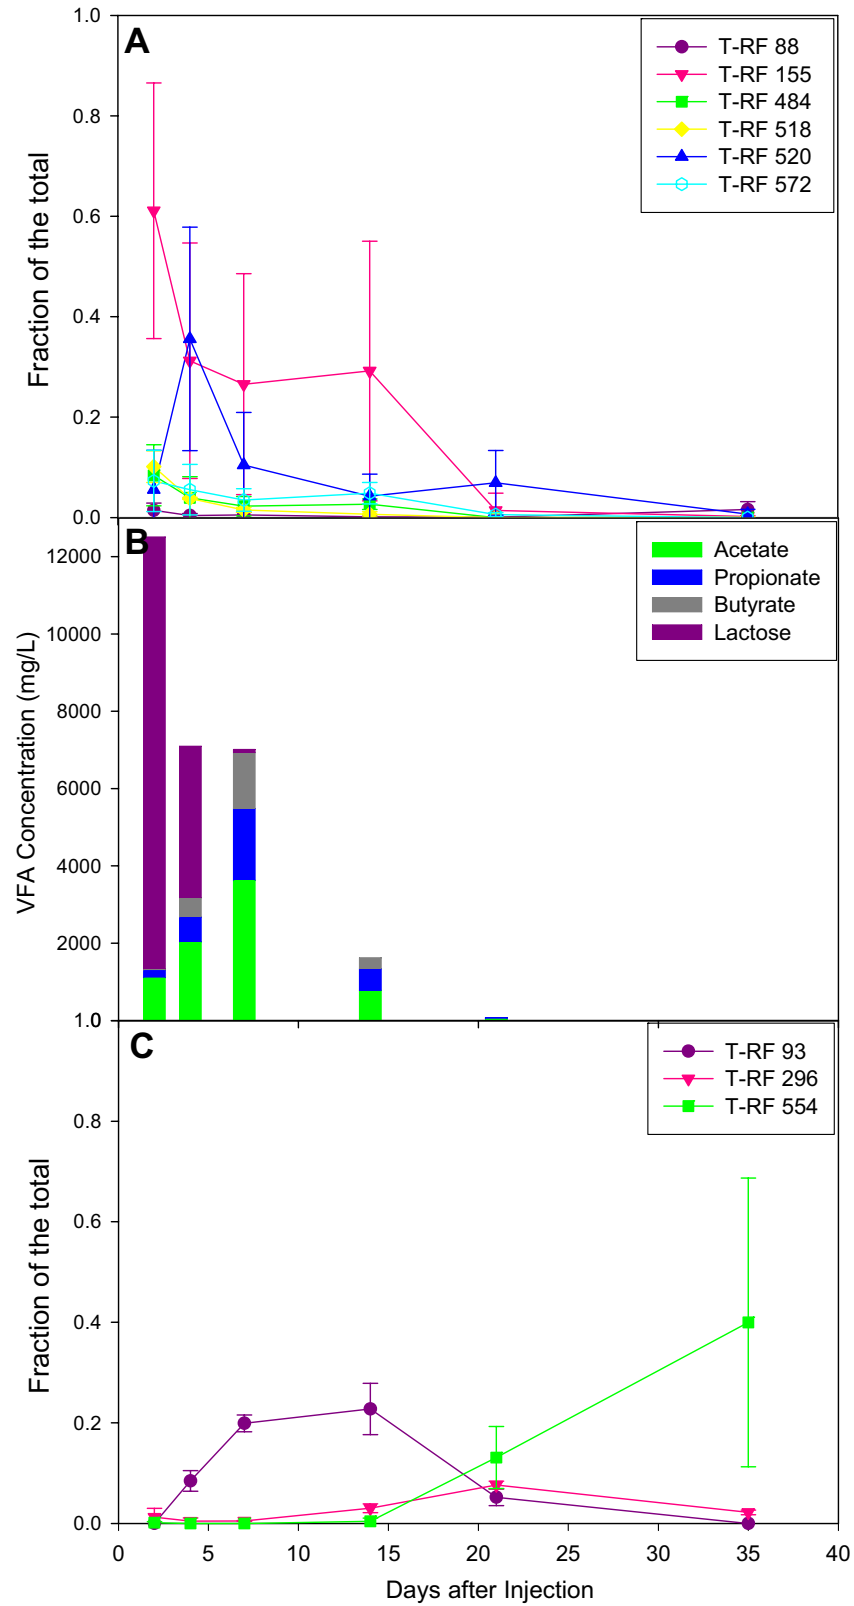 1.0
A
T-RF 88
T-RF 155
T-RF 484
T-RF 518
T-RF 520
T-RF 572
0.8
0.6
0.4
0.2
0.0
Fraction of the total
B
Acetate
Propionate
Butyrate
Lactose
12000
10000
8000
6000
4000
2000
0
VFA Concentration (mg/L)
1.0
C
T-RF 93
T-RF 296
T-RF 554
0.8
0.6
0.4
0.2
0.0
Fraction of the total
0 5 10 15 20 25 30 35 40
Days after Injection